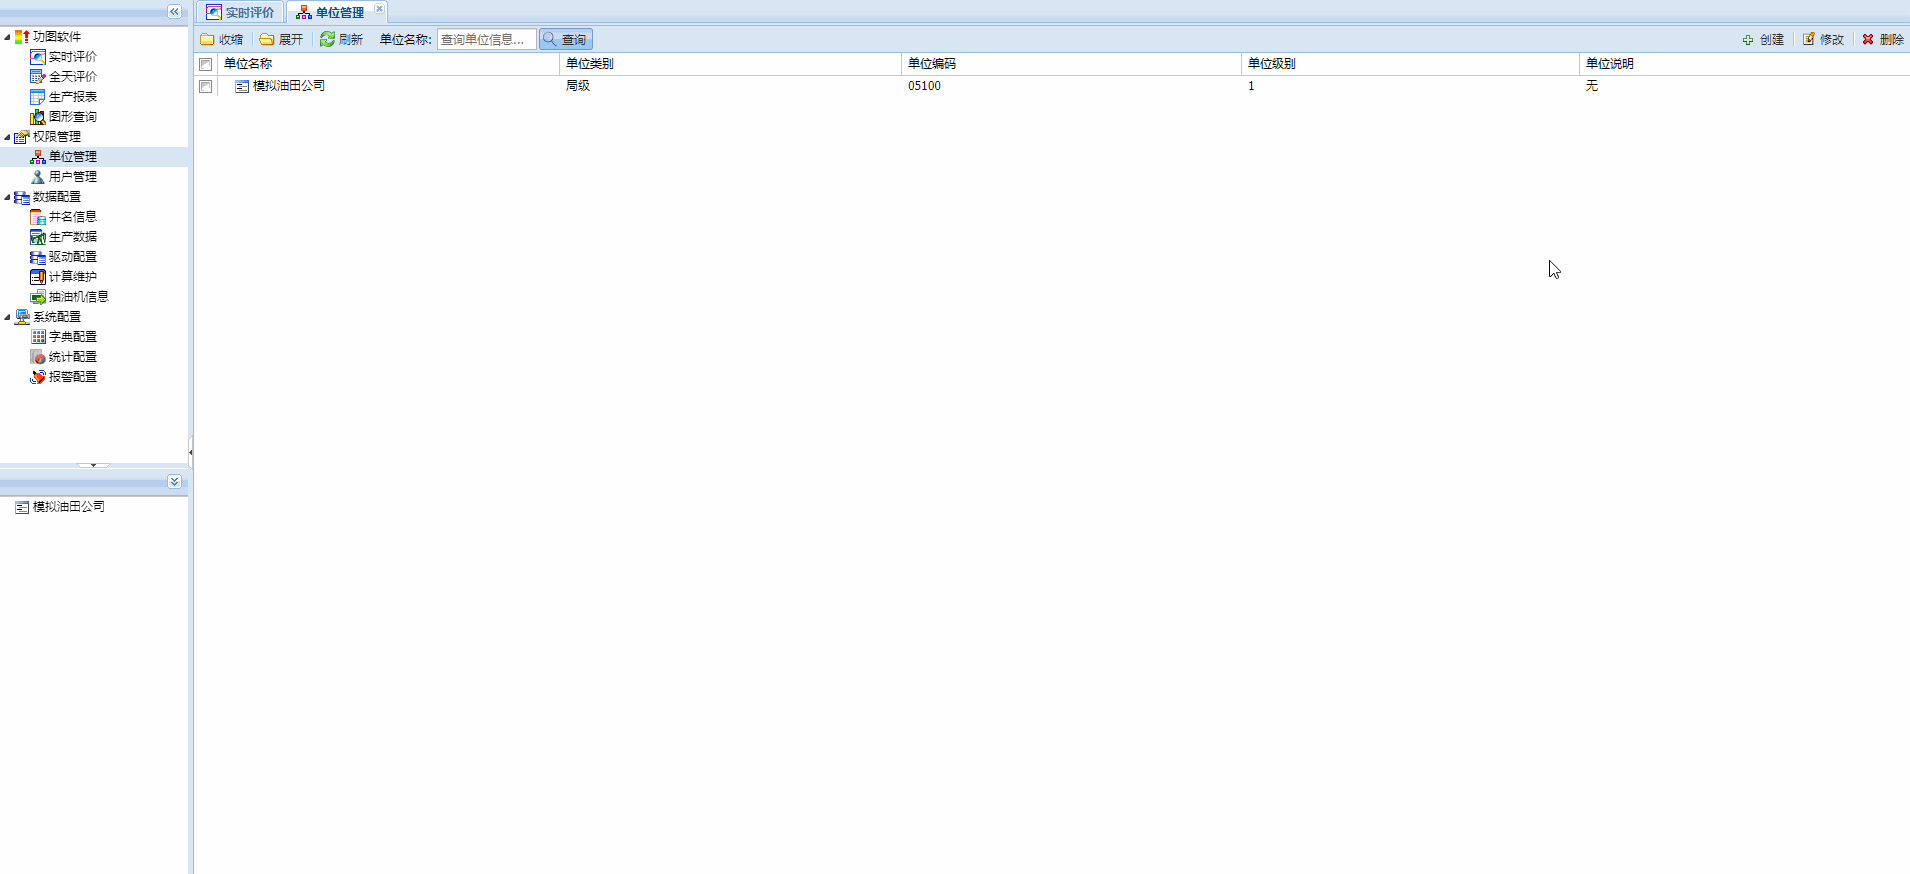 功图软件
实时评价
全天评价
生产报表
图形查询
权限管理
单位管理
用户管理
数据配置
井名信息
生产数据
驱动配置
计算维护
抽油机信息
系统配置
字典配置
统计配置
报警配置
模拟油田公司
实时评价 单位管理
收缩 展开 刷新 单位名称: 查询单位信息... 查询 创建 修改 删除
单位名称 单位类别 单位编码 单位级别 单位说明
模拟油田公司 局级 05100 1 无